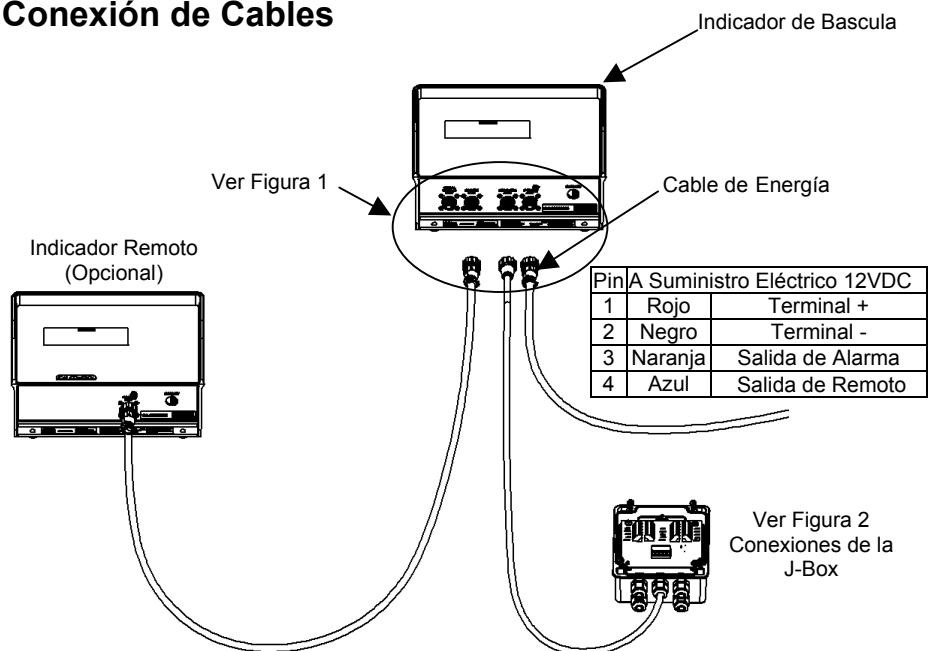 Conexión de Cables
Indicador de Bascula
Ver Figura 1
Cable de Energía
Indicador Remoto
(Opcional)
Pin A Suministro Eléctrico 12VDC
1 Rojo Terminal +
2 Negro Terminal -
3 Naranja Salida de Alarma
4 Azul Salida de Remoto
Ver Figura 2
Conexiones de la
J-Box